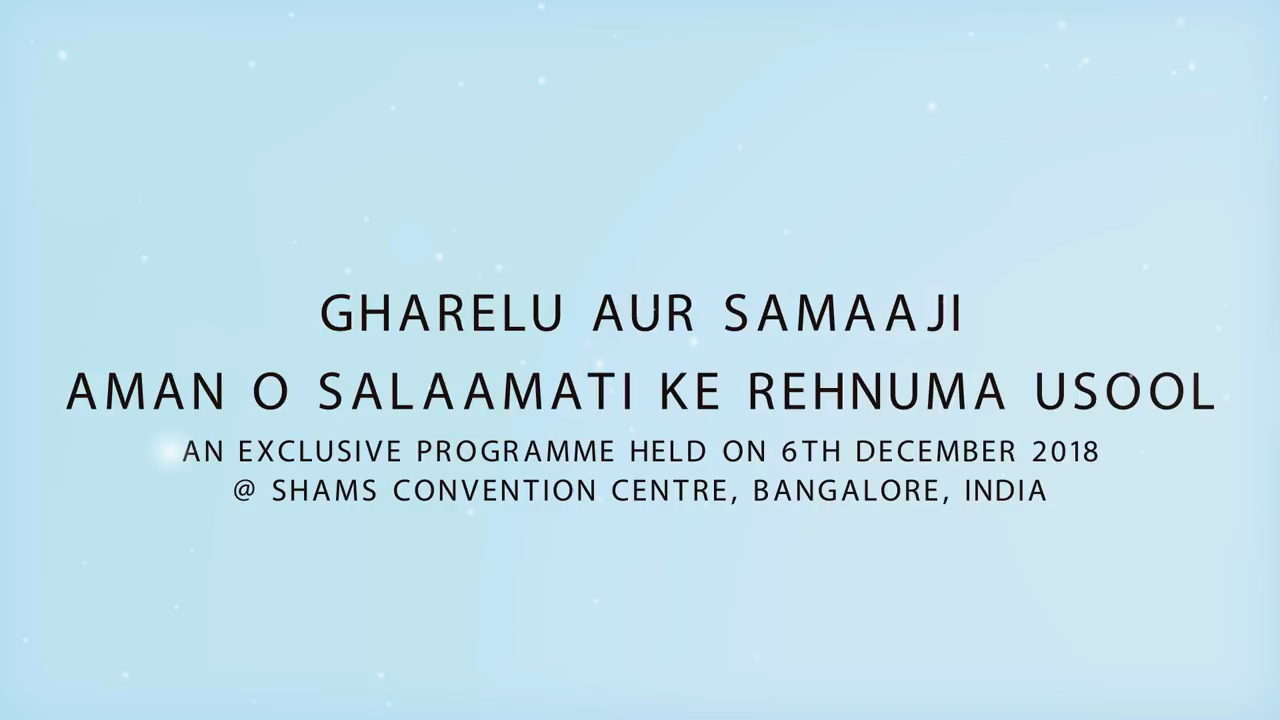 GHARELU AUR SAMAAJI
AMAN O SALAAMATI KE REHNUMA USOOL
AN EXCLUSIVE PROGRAMME HELD ON 6TH DECEMBER 2018
@ SHAMS CONVENTION CENTRE, BANGALORE, INDIA